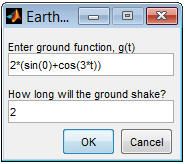 Earth...
Enter ground function, g(t)
2*(sin(0)+cos(3*t))
How long will the ground shake?
2
OK
Cancel